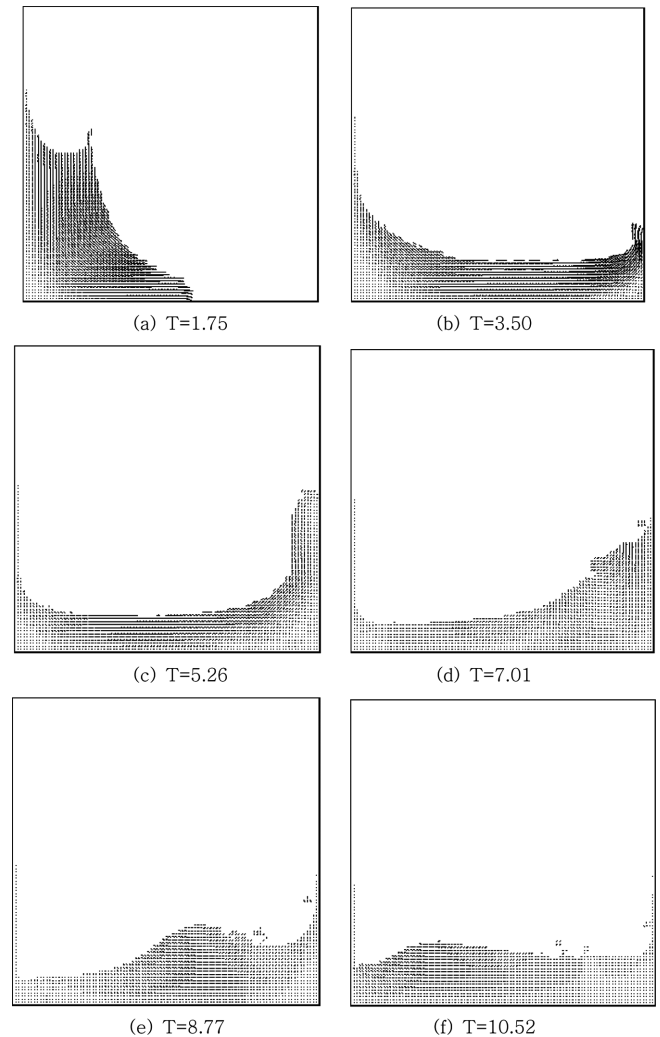 (a) T=1.75
(b) T=3.50
(c) T=5.26
(d) T=7.01
(e) T=8.77
(f) T=10.52